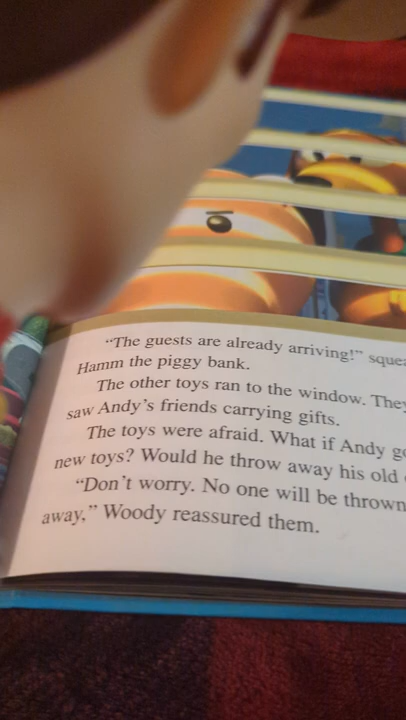 “The guests are already arriving!”
Hamm the piggy bank.
The other toys ran to the window. They
saw Andy’s friends carrying gifts.
The toys were afraid. What if Andy
new toys? Would he throw away his old
“Don’t worry. No one will be thrown
away,” Woody reassured them.